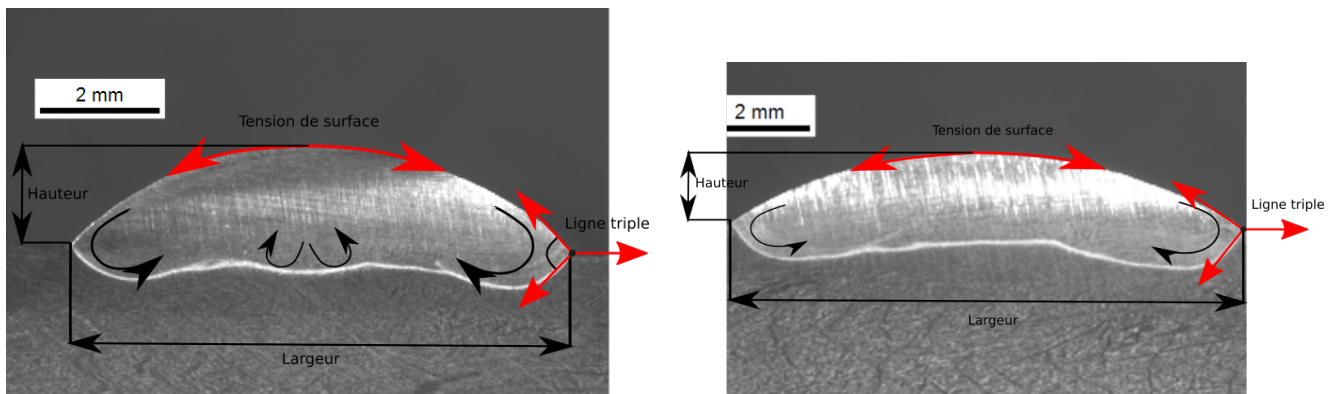 2 mm
Tension de surface
Hauteur
Ligne triple
Largeur
2 mm
Tension de surface
Hauteur
Ligne triple
Largeur